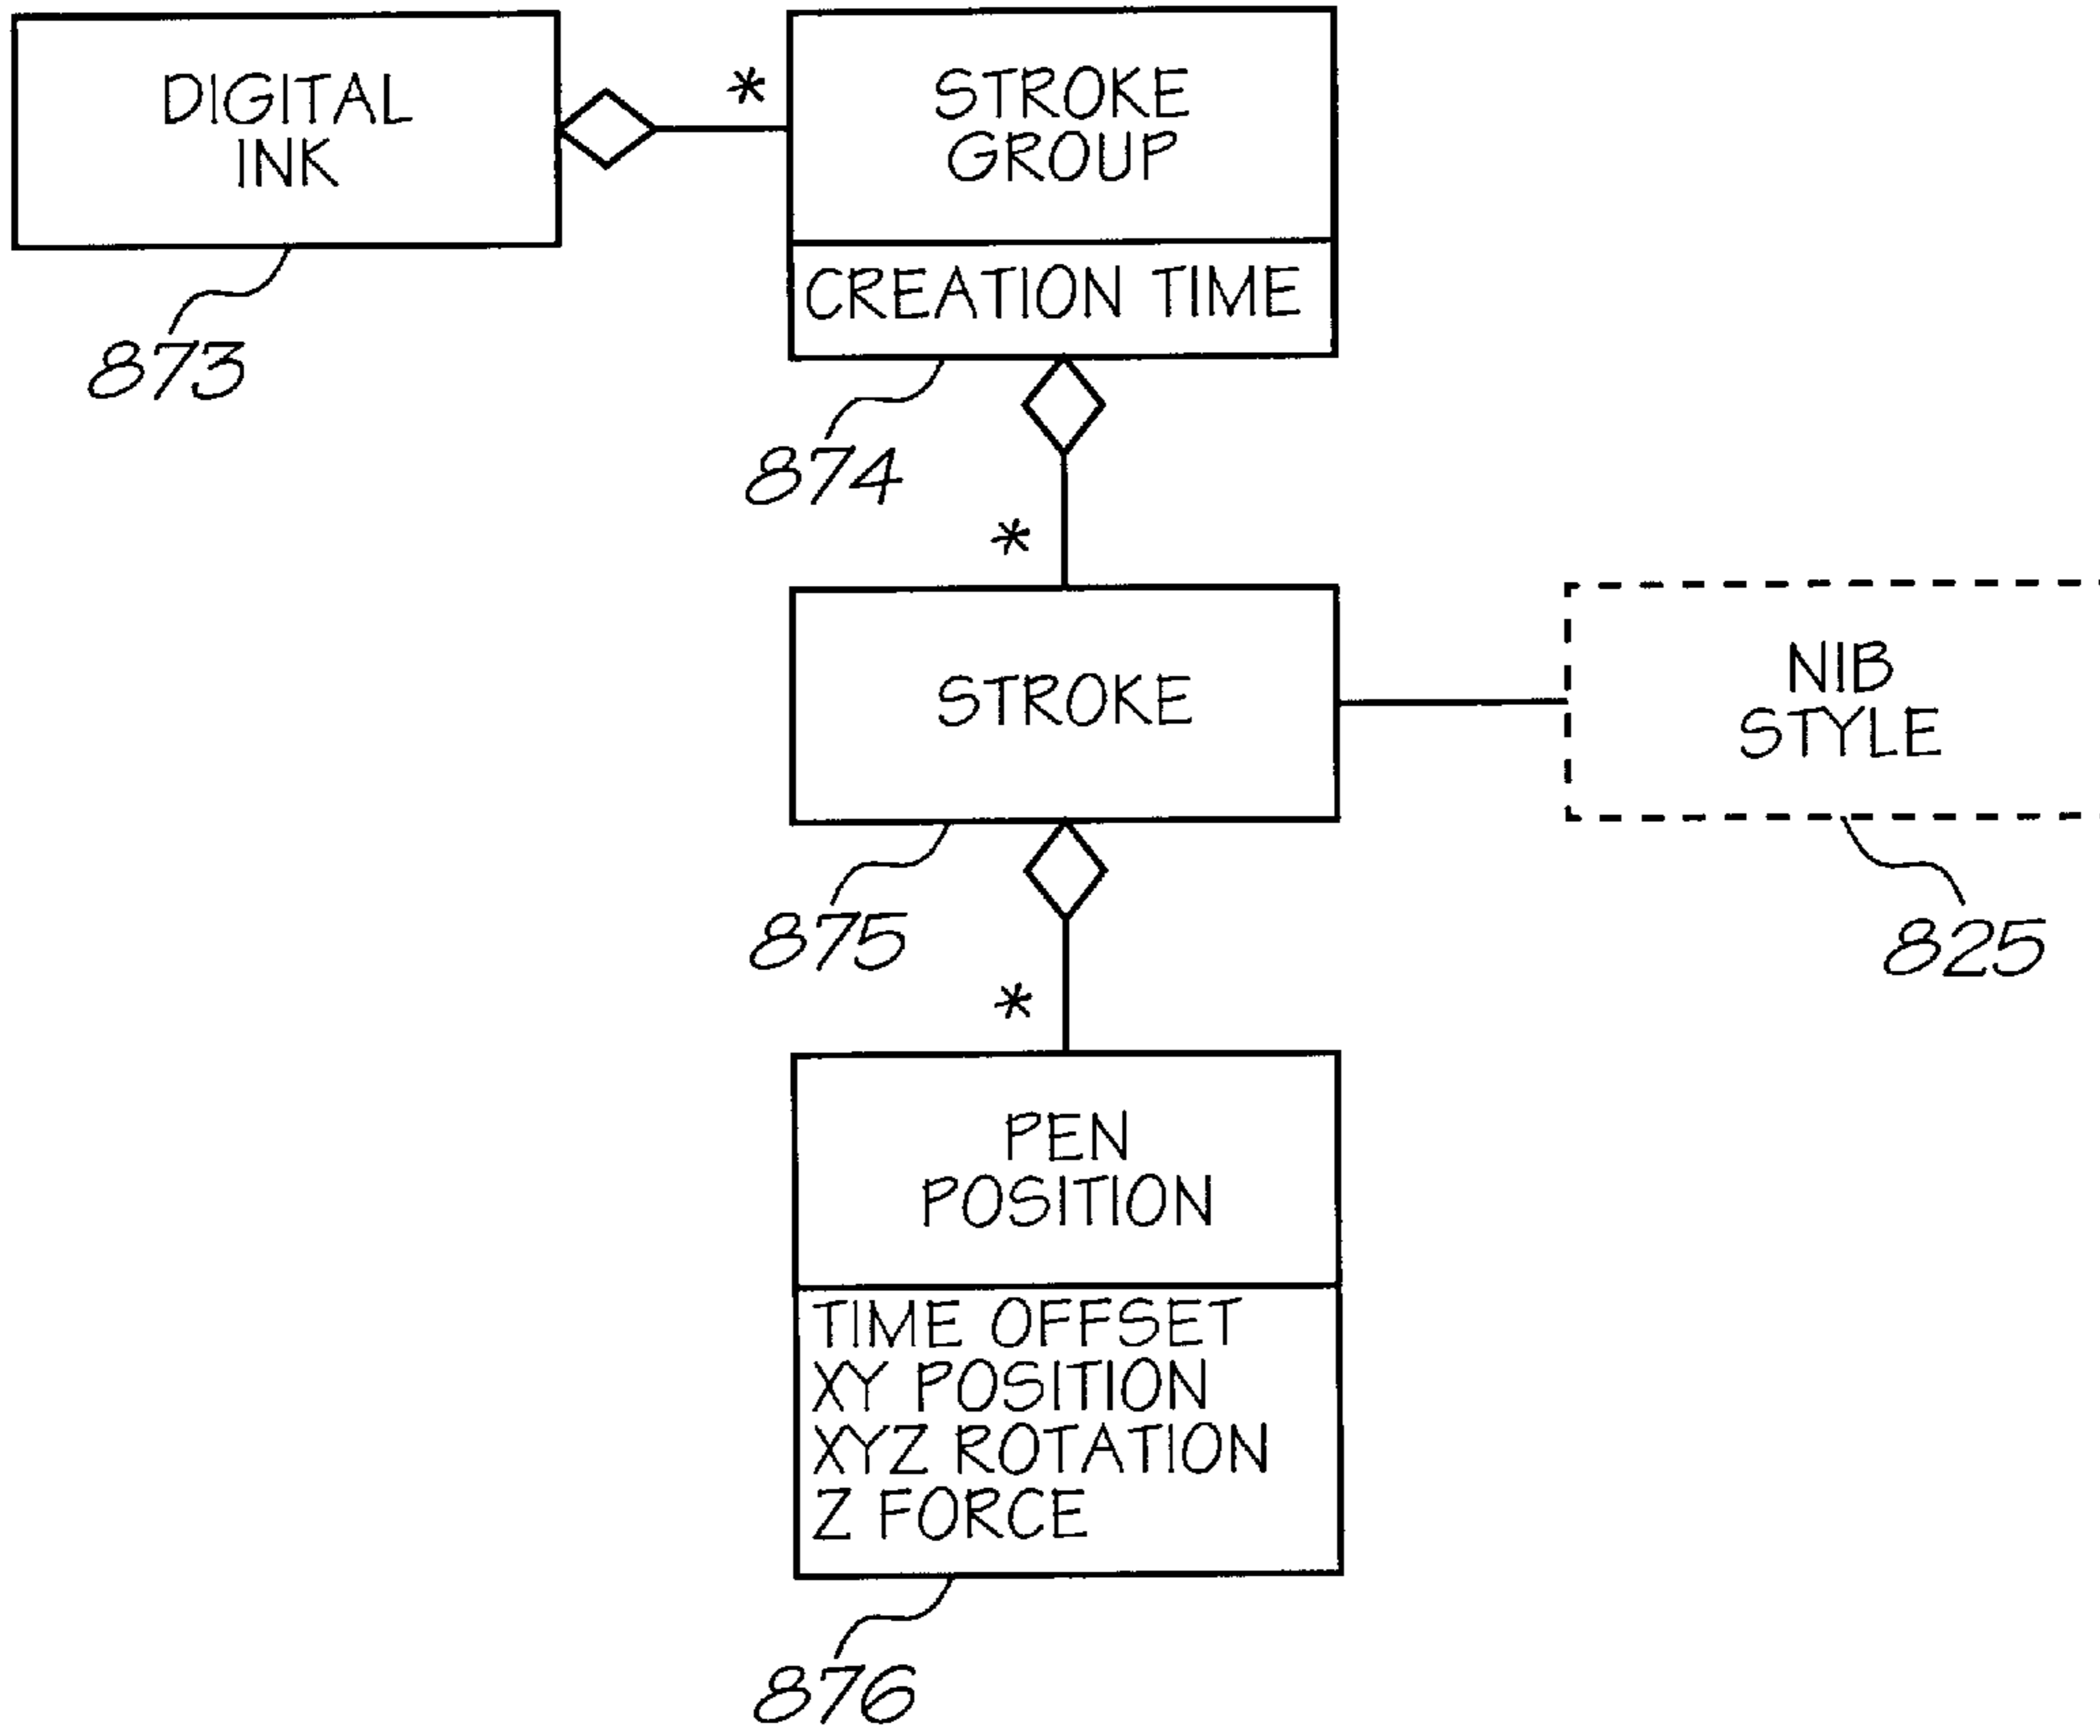 DIGITAL
INK
*
STROKE
GROUP
CREATION TIME
873
874
*
STROKE
NIB
STYLE
875
825
*
PEN
POSITION
TIME OFFSET
XY POSITION
XYZ ROTATION
Z FORCE
876